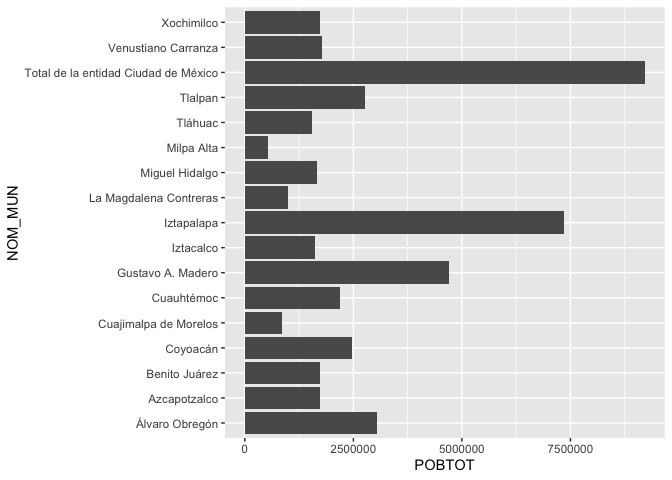 Xochimilco
Venustiano Carranza
Total de la entidad Ciudad de México
Tlalpan
Tláhuac
Milpa Alta
Miguel Hidalgo
La Magdalena Contreras
Iztapalapa
Iztacalco
Gustavo A. Madero
Cuauhtémoc
Cuajimalpa de Morelos
Coyoacán
Benito Juárez
Azcapotzalco
Álvaro Obregón
NOM_MUN
0 2500000 5000000 7500000
POBTOT